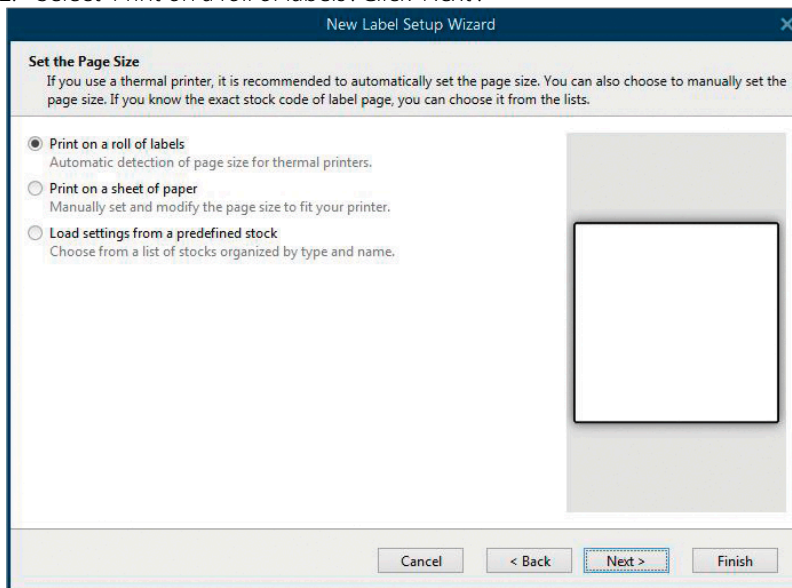 New Label Setup Wizard
Set the Page Size
If you use a thermal printer, it is recommended to automatically set the page size. You can also choose to manually set the
page size. If you know the exact stock code of label page, you can choose it from the lists.
Print on a roll of labels
Automatic detection of page size for thermal printers.
Print on a sheet of paper
Manually set and modify the page size to fit your printer.
Load settings from a predefined stock
Choose from a list of stocks organized by type and name.
Cancel < Back Next > Finish